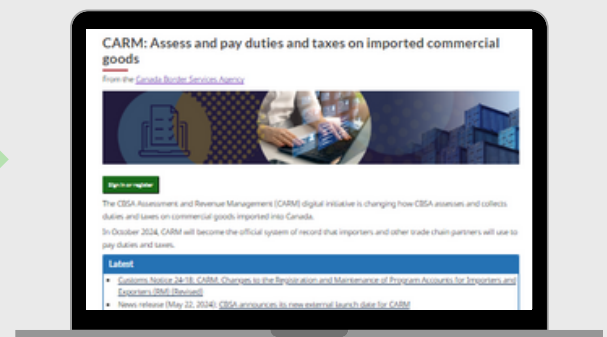 CARM: Assess and pay duties and taxes on imported commercial
goods
From the Canada Border Services Agency
Sign in or register
The CBSA Assessment and Revenue Management (CARM) digital initiative is changing how CBSA assesses and collects
duties and taxes on commercial goods imported into Canada.
In October 2024, CARM will become the official system of record that importers and other trade chain partners will use to
pay duties and taxes.
Latest
Customs Notice 24-18: CARM: Changes to the Registration and Maintenance of Program Accounts for Importers and
Exporters (RM) (Revised)
News release (May 22, 2024): CBSA announces its new external launch date for CARM